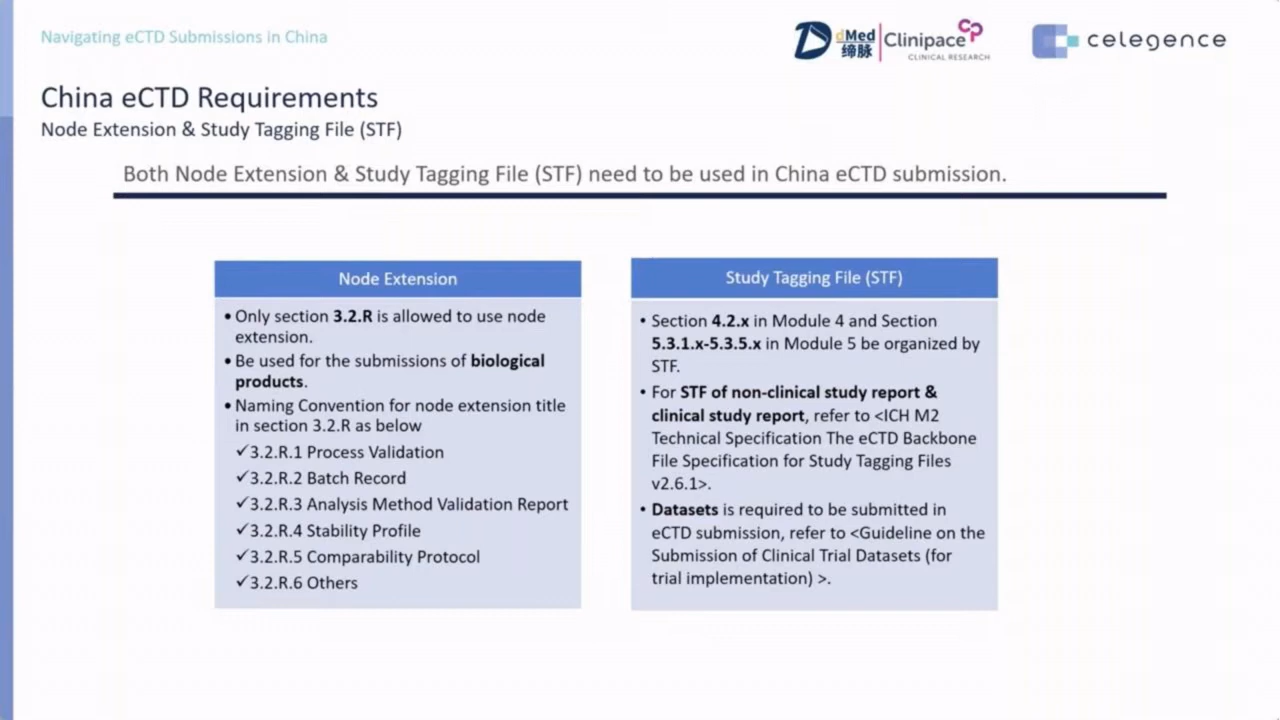 Navigating eCTD Submissions in China
dMed
缔脉
Clinipace
CP
CLINICAL RESEARCH
celegence
China eCTD Requirements
Node Extension & Study Tagging File (STF)
Both Node Extension & Study Tagging File (STF) need to be used in China eCTD submission.
Node Extension
• Only section 3.2.R is allowed to use node
extension.
• Be used for the submissions of biological
products.
• Naming Convention for node extension title
in section 3.2.R as below
✓3.2.R.1 Process Validation
✓3.2.R.2 Batch Record
✓3.2.R.3 Analysis Method Validation Report
✓3.2.R.4 Stability Profile
✓3.2.R.5 Comparability Protocol
✓3.2.R.6 Others
Study Tagging File (STF)
• Section 4.2.x in Module 4 and Section
5.3.1.x-5.3.5.x in Module 5 be organized by
STF.
• For STF of non-clinical study report &
clinical study report, refer to <ICH M2
Technical Specification The eCTD Backbone
File Specification for Study Tagging Files
v2.6.1>.
• Datasets is required to be submitted in
eCTD submission, refer to <Guideline on the
Submission of Clinical Trial Datasets (for
trial implementation) >.